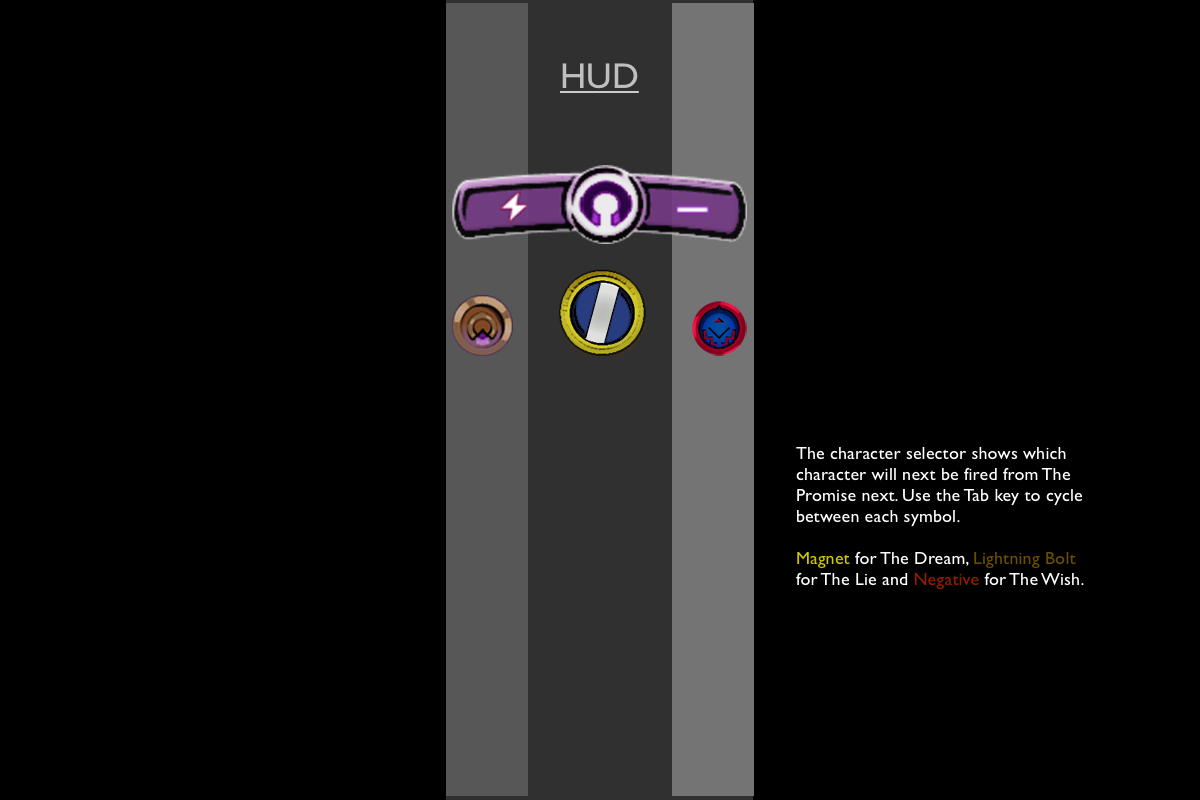 HUD
The character selector shows which
character will next be fired from The
Promise next. Use the Tab key to cycle
between each symbol.
Magnet for The Dream, Lightning Bolt
for The Lie and Negative for The Wish.